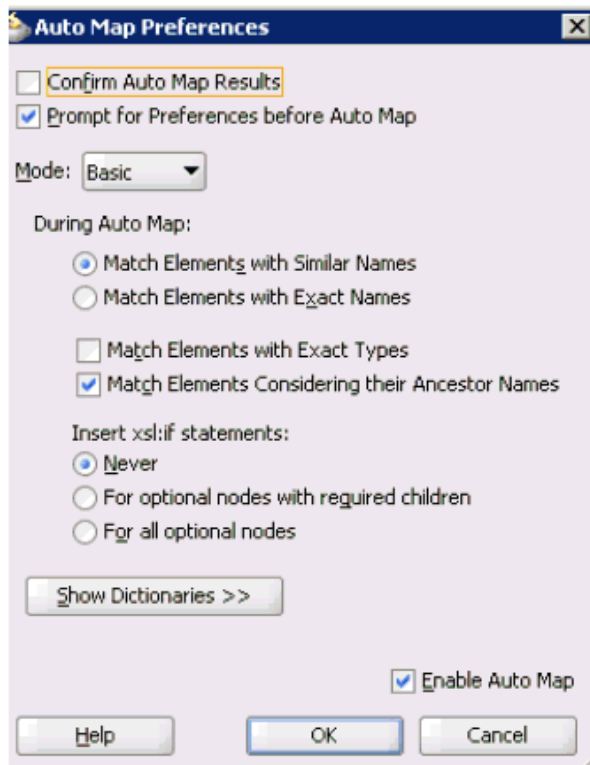 Auto Map Preferences
Confirm Auto Map Results
Prompt for Preferences before Auto Map
Mode: Basic
During Auto Map:
Match Elements with Similar Names
Match Elements with Exact Names
Match Elements with Exact Types
Match Elements Considering their Ancestor Names
Insert xsl:if statements:
Never
For optional nodes with required children
For all optional nodes
Show Dictionaries >>
Enable Auto Map
Help OK Cancel